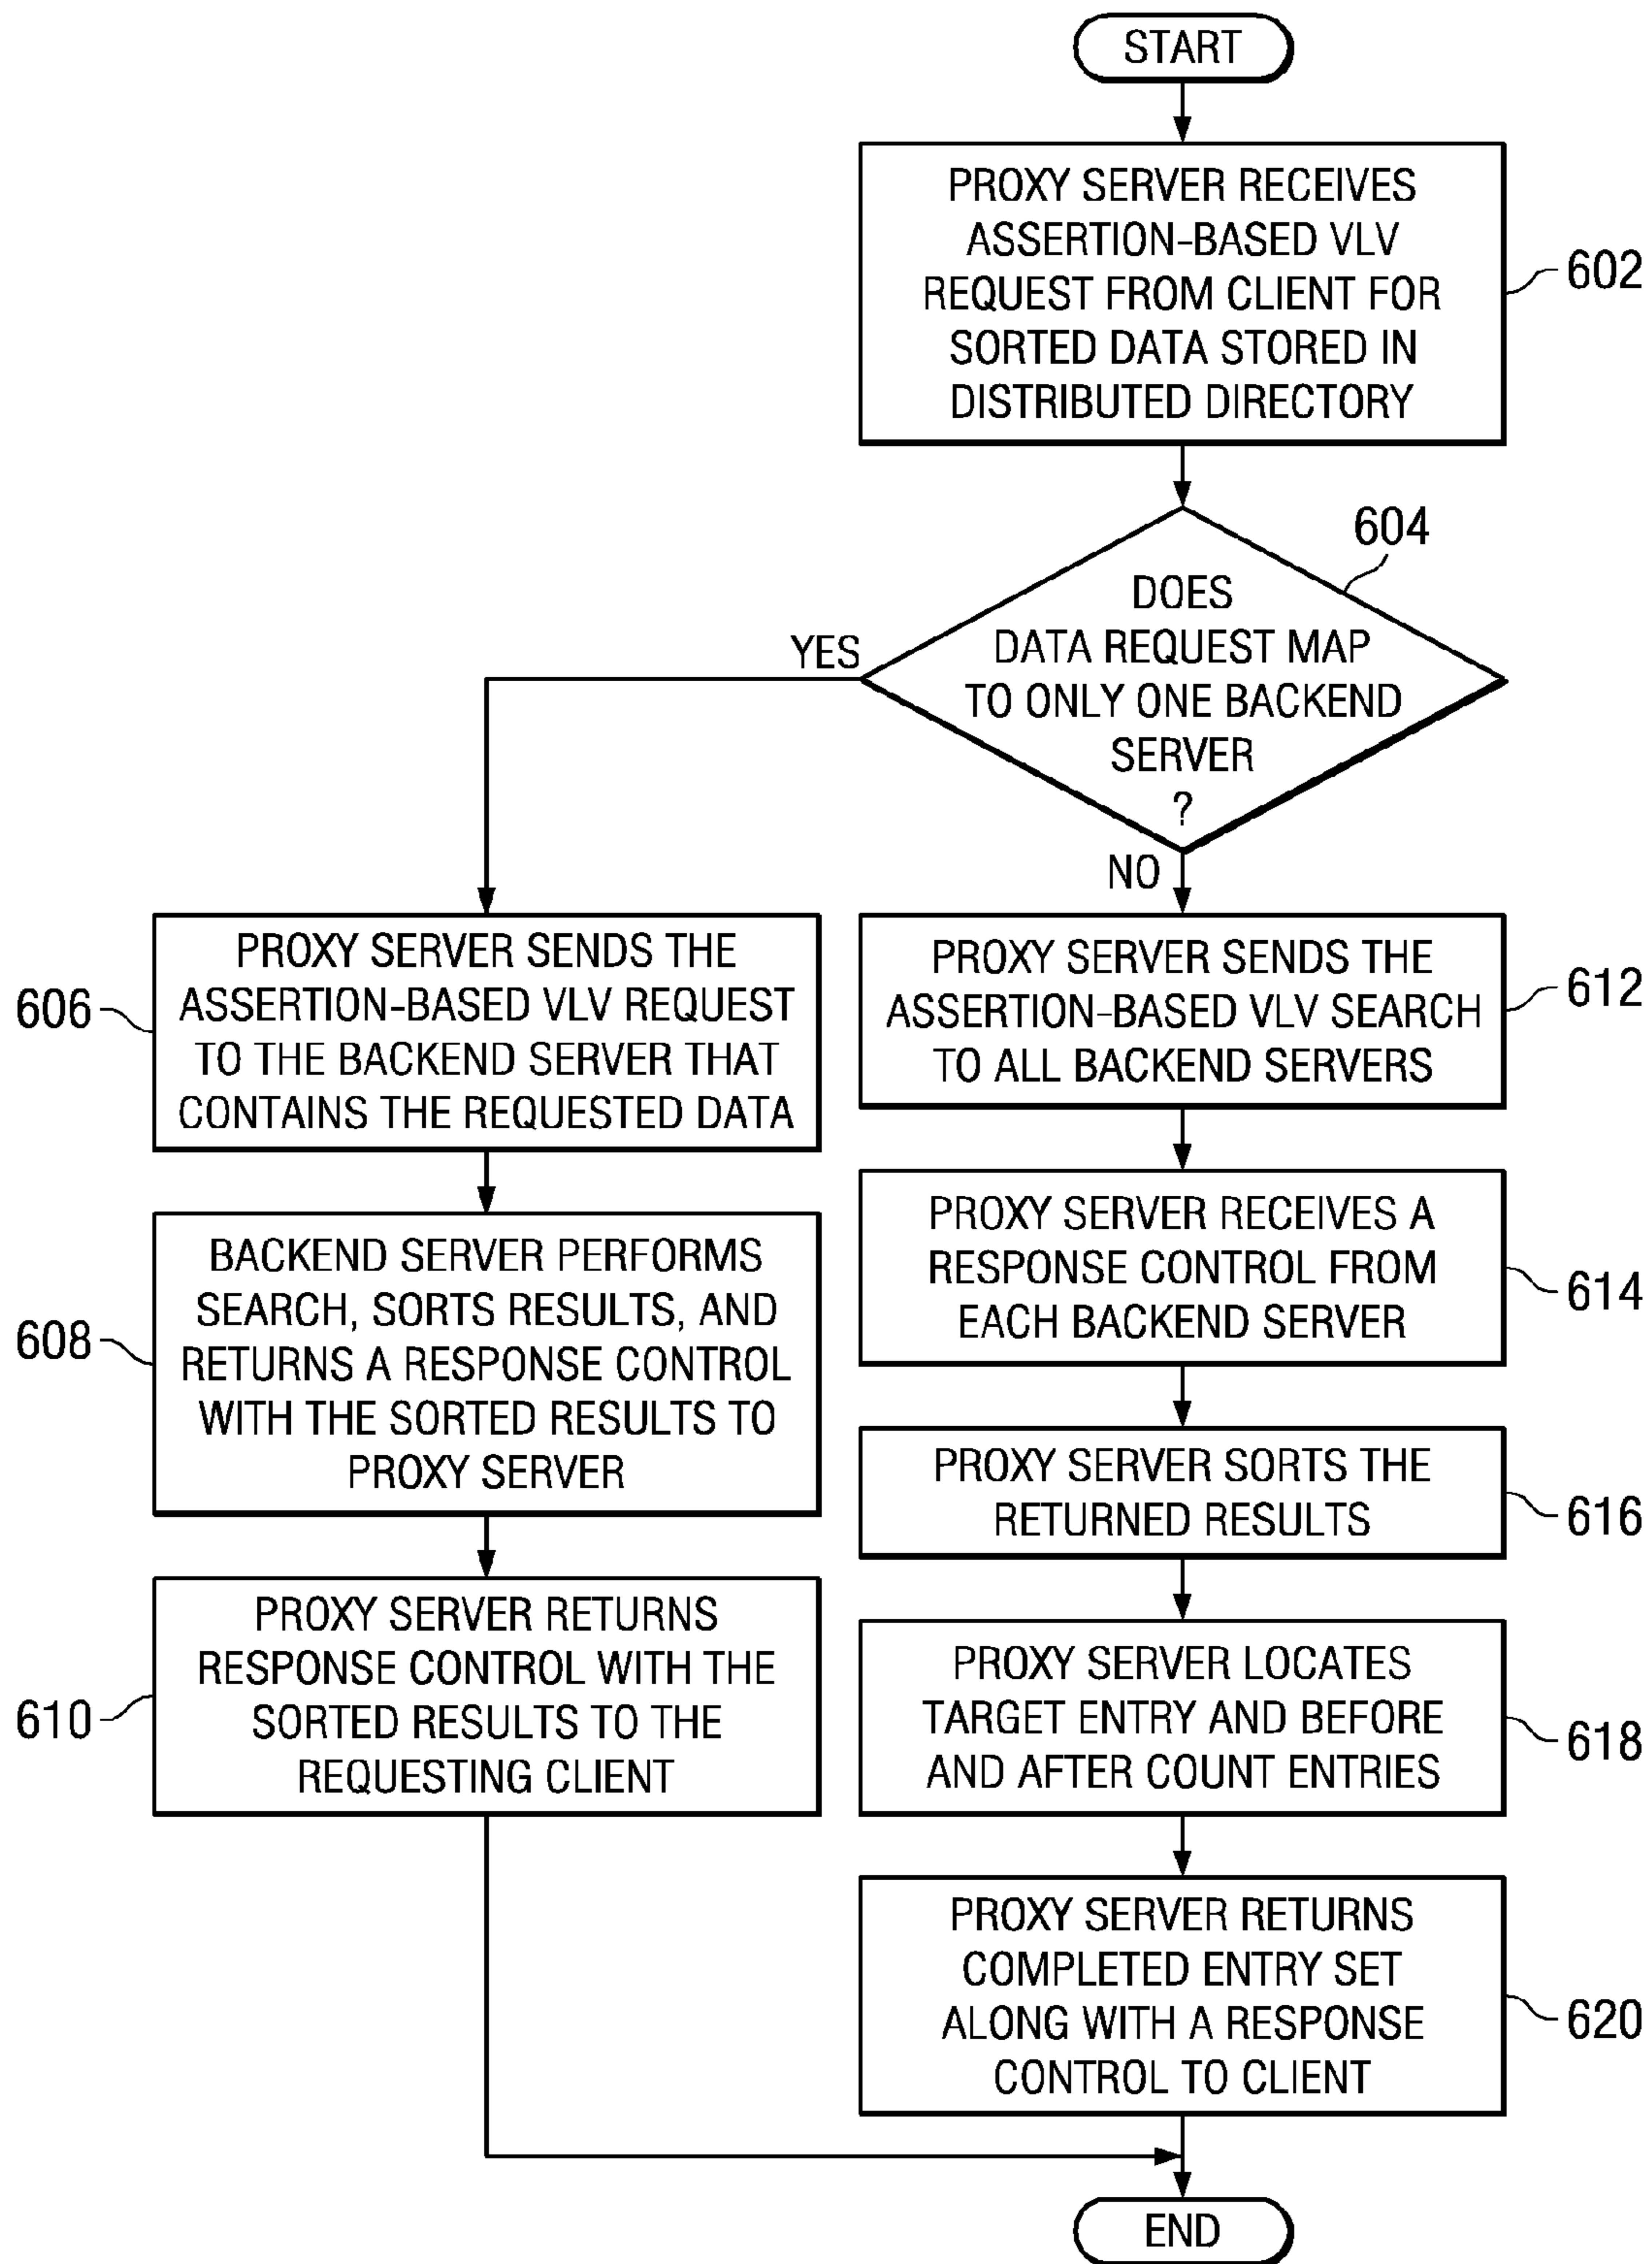 START
PROXY SERVER RECEIVES
ASSERTION-BASED VLV
REQUEST FROM CLIENT FOR
SORTED DATA STORED IN
DISTRIBUTED DIRECTORY
602
604
DOES
DATA REQUEST MAP
TO ONLY ONE BACKEND
SERVER
?
YES
NO
PROXY SERVER SENDS THE
ASSERTION-BASED VLV REQUEST
TO THE BACKEND SERVER THAT
CONTAINS THE REQUESTED DATA
606
BACKEND SERVER PERFORMS
SEARCH, SORTS RESULTS, AND
RETURNS A RESPONSE CONTROL
WITH THE SORTED RESULTS TO
PROXY SERVER
608
PROXY SERVER RETURNS
RESPONSE CONTROL WITH THE
SORTED RESULTS TO THE
REQUESTING CLIENT
610
PROXY SERVER SENDS THE
ASSERTION-BASED VLV SEARCH
TO ALL BACKEND SERVERS
612
PROXY SERVER RECEIVES A
RESPONSE CONTROL FROM
EACH BACKEND SERVER
614
PROXY SERVER SORTS THE
RETURNED RESULTS
616
PROXY SERVER LOCATES
TARGET ENTRY AND BEFORE
AND AFTER COUNT ENTRIES
618
PROXY SERVER RETURNS
COMPLETED ENTRY SET
ALONG WITH A RESPONSE
CONTROL TO CLIENT
620
END